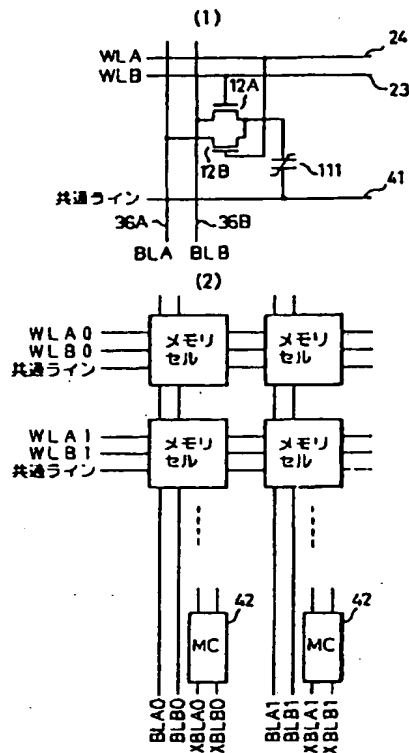 (1)
24
WLA
WLB
12A
23
12B
111
共通ライン
41
36A
36B
BLA BLB
(2)
WLA0
WLB0
共通ライン
メモリ
セル
メモリ
セル
WLA1
WLB1
共通ライン
メモリ
セル
メモリ
セル
42
42
MC
MC
BLA0
BLB0
XBLA0
XBLB0
BLA1
BLB1
XBLA1
XBLB1